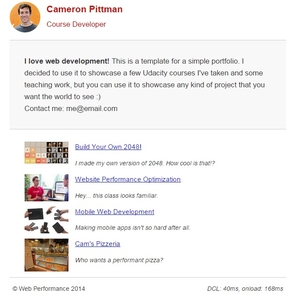 Cameron Pittman
Course Developer
I love web development! This is a template for a simple portfolio. I
decided to use it to showcase a few Udacity courses I've taken and some
teaching work, but you can use it to showcase any kind of project that you
want the world to see :)
Contact me: me@email.com
Build Your Own 2048!
I made my own version of 2048. How cool is that!?
Website Performance Optimization
Hey... this class looks familiar.
Mobile Web Development
Making mobile apps isn't so hard after all.
Cam's Pizzeria
Who wants a performant pizza?
© Web Performance 2014
DCL: 40ms, onload: 168ms